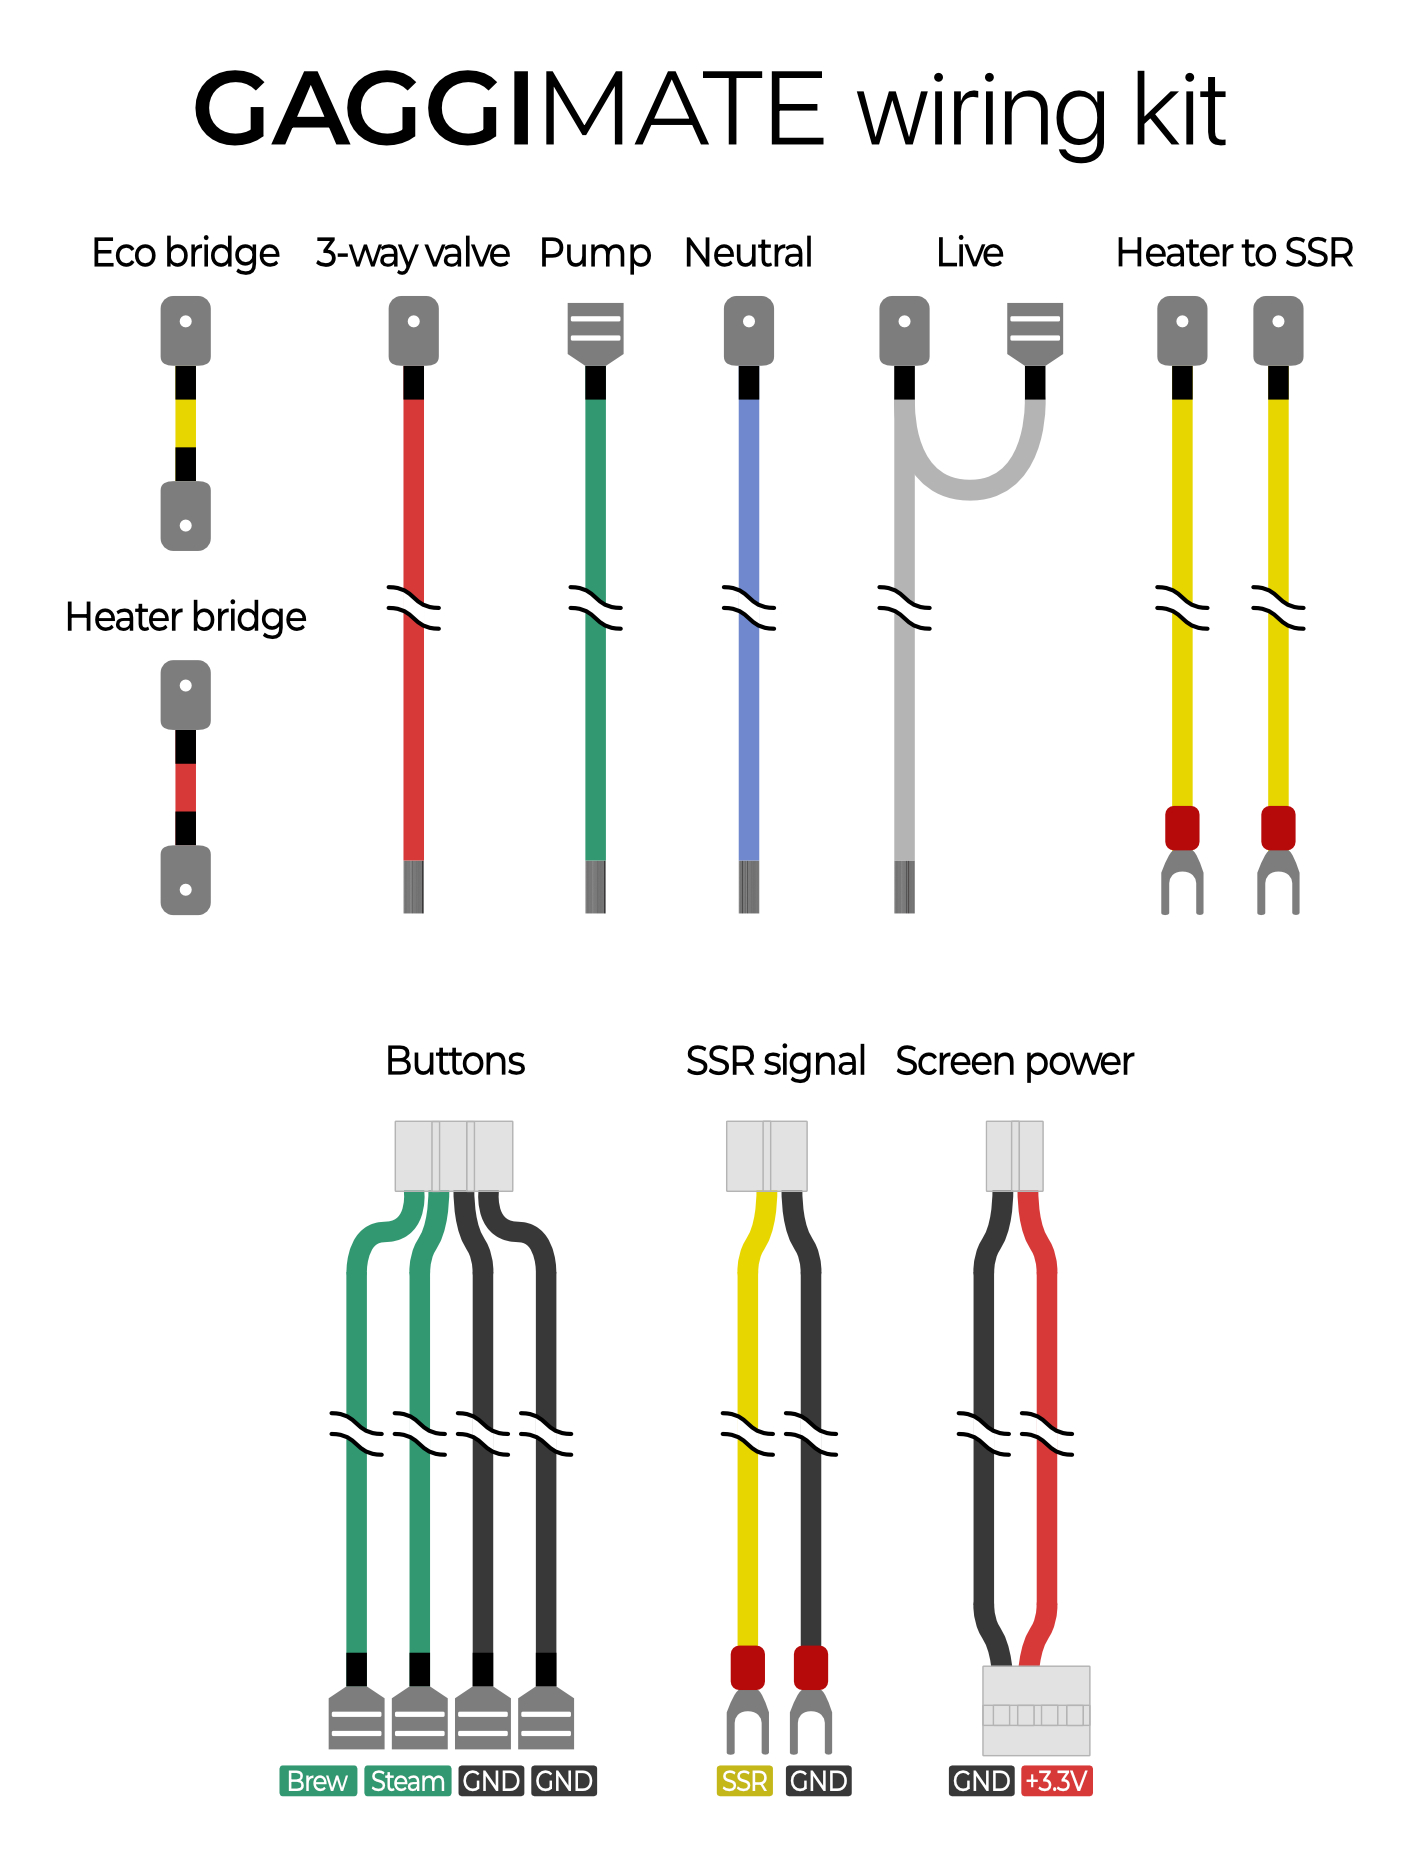 GAGGIMATE wiring kit
Eco bridge
3-way valve
Pump
Neutral
Live
Heater to SSR
Heater bridge
Buttons
SSR signal
Screen power
Brew
Steam
GND
GND
SSR
GND
GND
+3.3V